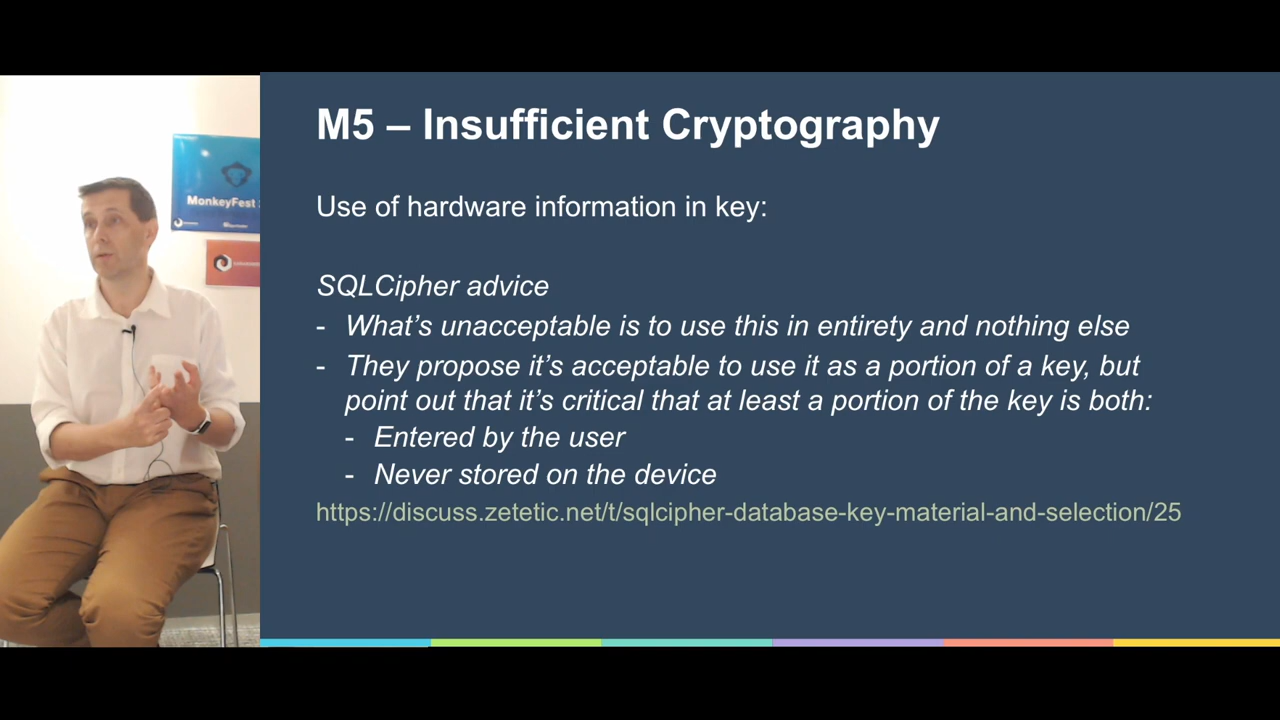 M5 – Insufficient Cryptography
Use of hardware information in key:
SQLCipher advice
- What's unacceptable is to use this in entirety and nothing else
- They propose it's acceptable to use it as a portion of a key, but
point out that it's critical that at least a portion of the key is both:
- Entered by the user
- Never stored on the device
https://discuss.zetetic.net/t/sqlcipher-database-key-material-and-selection/25
MonkeyFest